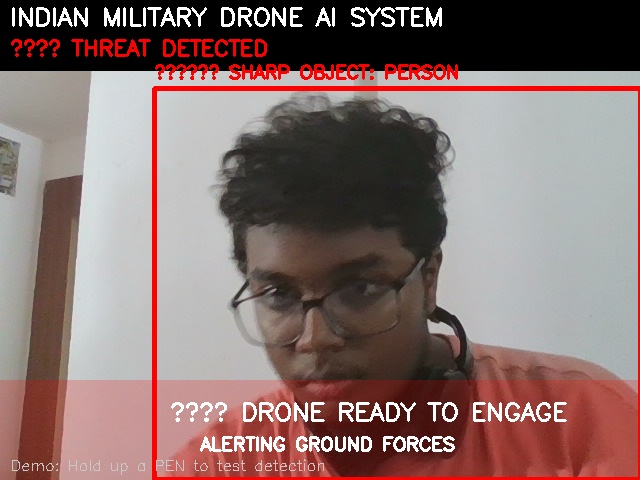 INDIAN MILITARY DRONE AI SYSTEM
???? THREAT DETECTED
?????? SHARP OBJECT: PERSON
???? DRONE READY TO ENGAGE
ALERTING GROUND FORCES
Demo: Hold up a PEN to test detection